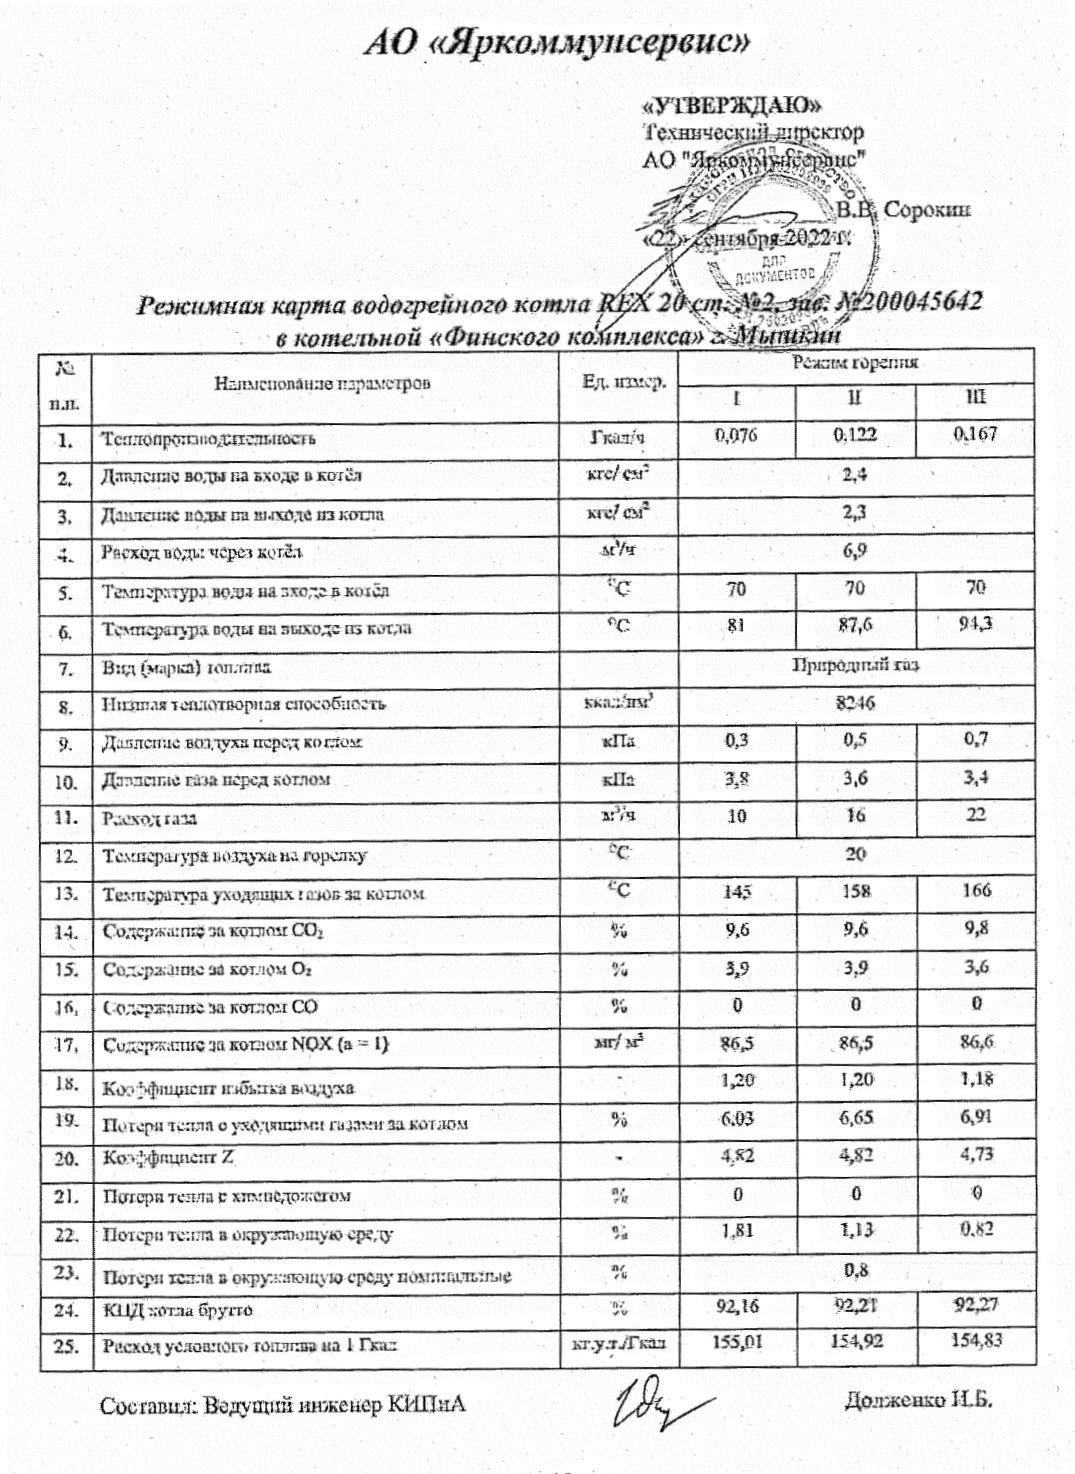 АО «Яркоммунсервис»
«УТВЕРЖДАЮ»
Технический директор
АО "Яркоммунсервис"
В.В. Сорокин
«22» сентября 2022 г.
ДЛЯ
ДОКУМЕНТОВ
Режимная карта водогрейного котла REX 20 ст. №2, зав. №200045642
в котельной «Финского комплекса» г. Мышкин
№ п.п. Наименование параметров Ед. измер. Режим горения
I II III
1. Теплопроизводительность Гкал/ч 0,076 0,122 0,167
2. Давление воды на входе в котёл кгс/ см² 2,4
3. Давление воды на выходе из котла кгс/ см² 2,3
4. Расход воды через котёл м³/ч 6,9
5. Температура воды на входе в котёл °С 70 70 70
6. Температура воды на выходе из котла °С 81 87,6 94,3
7. Вид (марка) топлива Природный газ
8. Низшая теплотворная способность ккал/нм³ 8246
9. Давление воздуха перед котлом кПа 0,3 0,5 0,7
10. Давление газа перед котлом кПа 3,8 3,6 3,4
11. Расход газа м³/ч 10 16 22
12. Температура воздуха на горелку °С 20
13. Температура уходящих газов за котлом °С 145 158 166
14. Содержание за котлом CO₂ % 9,6 9,6 9,8
15. Содержание за котлом O₂ % 3,9 3,9 3,6
16. Содержание за котлом CO % 0 0 0
17. Содержание за котлом NOX (a = 1) мг/ м³ 86,5 86,5 86,6
18. Коэффициент избытка воздуха - 1,20 1,20 1,18
19. Потери тепла с уходящими газами за котлом % 6,03 6,65 6,91
20. Коэффициент Z - 4,82 4,82 4,73
21. Потери тепла с химнедожегом % 0 0 0
22. Потери тепла в окружающую среду % 1,81 1,13 0,82
23. Потери тепла в окружающую среду номинальные % 0,8
24. КПД котла брутто % 92,16 92,21 92,27
25. Расход условного топлива на 1 Гкал кг.у.т./Гкал 155,01 154,92 154,83
Составил: Ведущий инженер КИПиА Долженко И.Б.